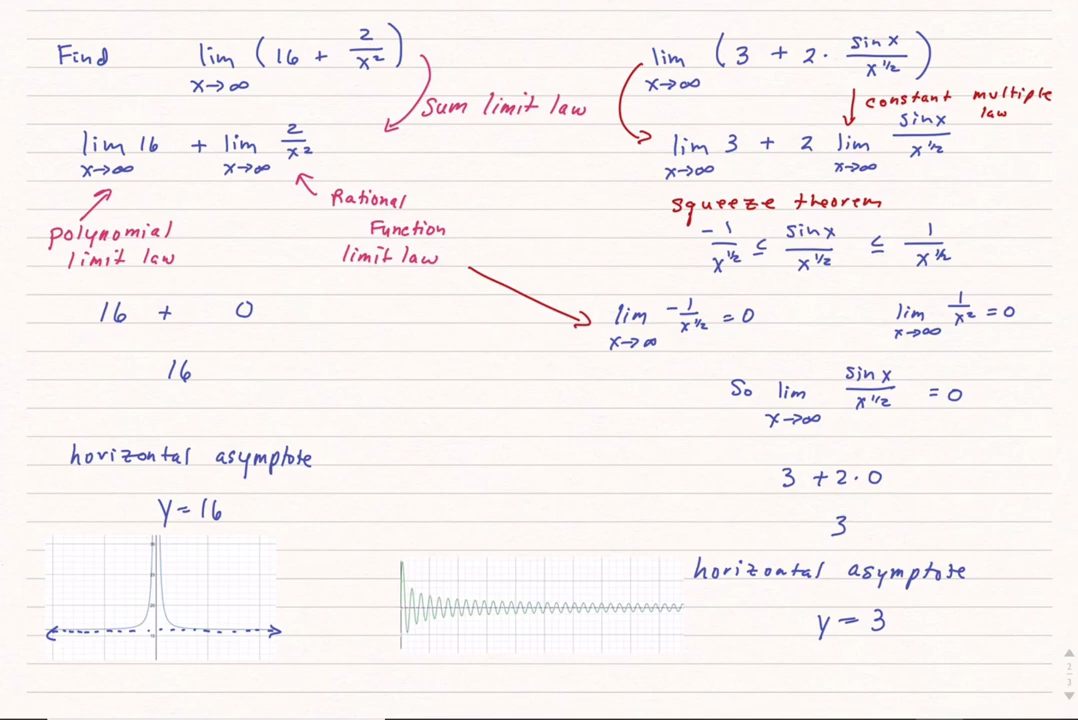 Find lim x→∞ (16 + 2/x²)
Sum limit law
lim x→∞ 16 + lim x→∞ 2/x²
polynomial limit law
Rational
Function
limit law
16 + 0
16
horizontal asymptote
y = 16
lim x→∞ (3 + 2 · sin x/x^1/2)
constant multiple law
lim x→∞ 3 + 2 lim x→∞ sin x/x^1/2
squeeze theorem
-1/x^1/2 ≤ sin x/x^1/2 ≤ 1/x^1/2
lim x→∞ -1/x^1/2 = 0 lim x→∞ 1/x² = 0
So lim x→∞ sin x/x^1/2 = 0
3 + 2·0
3
horizontal asymptote
y = 3
2
3